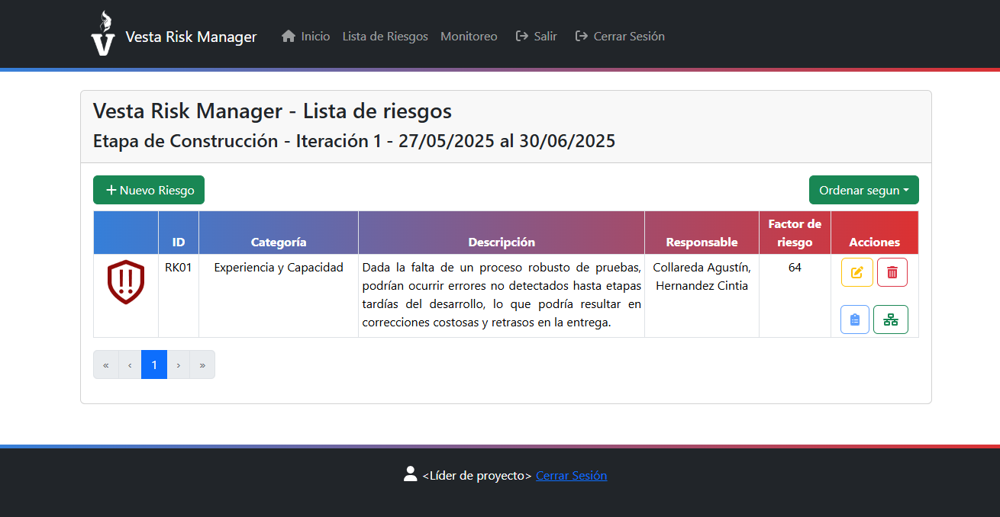 V
Vesta Risk Manager
Inicio
Lista de Riesgos
Monitoreo
Salir
Cerrar Sesión
Vesta Risk Manager - Lista de riesgos
Etapa de Construcción - Iteración 1 - 27/05/2025 al 30/06/2025
+ Nuevo Riesgo
Ordenar segun
ID
Categoría
Descripción
Responsable
Factor de
riesgo
Acciones
!!
RK01
Experiencia y Capacidad
Dada la falta de un proceso robusto de pruebas,
podrían ocurrir errores no detectados hasta etapas
tardías del desarrollo, lo que podría resultar en
correcciones costosas y retrasos en la entrega.
Collareda Agustín,
Hernandez Cintia
64
« ‹ 1 › »
<Líder de proyecto> Cerrar Sesión